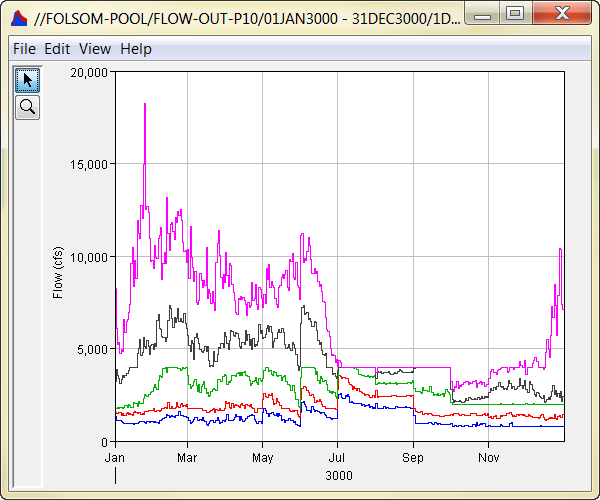 //FOLSOM-POOL/FLOW-OUT-P10/01JAN3000 - 31DEC3000/1D...
File Edit View Help
20,000
15,000
10,000
5,000
0
Flow (cfs)
Jan Mar May Jul Sep Nov
3000